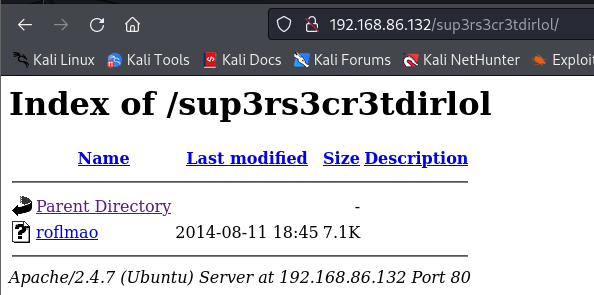 192.168.86.132/sup3rs3cr3tdirlol/
Kali Linux Kali Tools Kali Docs Kali Forums Kali NetHunter Exploit
Index of /sup3rs3cr3tdirlol
Name Last modified Size Description
Parent Directory -
roflmao 2014-08-11 18:45 7.1K
Apache/2.4.7 (Ubuntu) Server at 192.168.86.132 Port 80